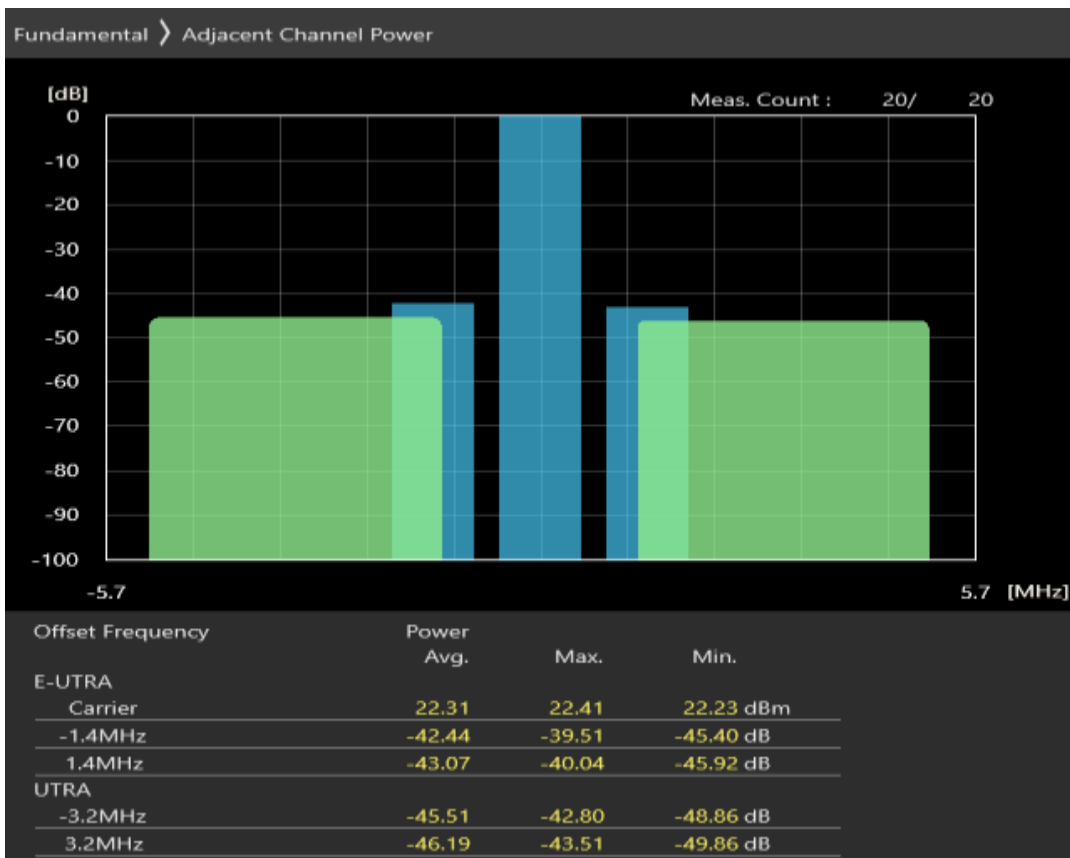 Fundamental 〉 Adjacent Channel Power
[dB]
Meas. Count : 20/ 20
0
-10
-20
-30
-40
-50
-60
-70
-80
-90
-100
-5.7 5.7 [MHz]
Offset Frequency Power
Avg. Max. Min.
E-UTRA
Carrier 22.31 22.41 22.23 dBm
-1.4MHz -42.44 -39.51 -45.40 dB
1.4MHz -43.07 -40.04 -45.92 dB
UTRA
-3.2MHz -45.51 -42.80 -48.86 dB
3.2MHz -46.19 -43.51 -49.86 dB